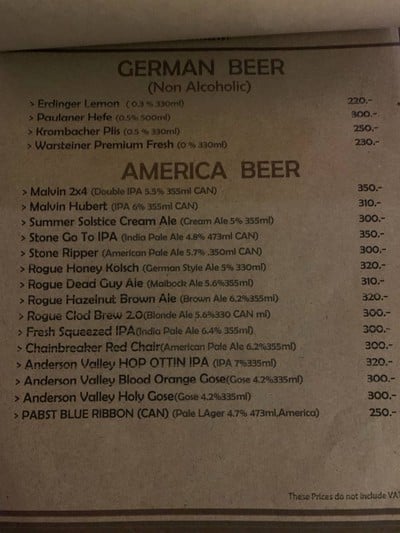 GERMAN BEER
(Non Alcoholic)
> Erdinger Lemon ( 0.3 % 330ml) 220.-
> Paulaner Hefe (0.5% 500ml) 300.-
> Krombacher Plls (0.5 % 330ml) 250.-
> Warsteiner Premium Fresh (0 % 330ml) 230.-
AMERICA BEER
> Malvin 2x4 (Double IPA 5.5% 355ml CAN) 350.-
> Malvin Hubert (IPA 6% 355ml CAN) 310.-
> Summer Solstice Cream Ale (Cream Ale 5% 355ml) 300.-
> Stone Go To IPA (India Pale Ale 4.8% 473ml CAN) 350.-
> Stone Ripper (American Pale Ale 5.7% .350ml CAN) 300.-
> Rogue Honey Kolsch (German Style Ale 5% 330ml) 320.-
> Rogue Dead Guy Ale (Maibock Ale 5.6%355ml) 310.-
> Rogue Hazelnut Brown Ale (Brown Ale 6.2%355ml) 320.-
> Rogue Clod Brew 2.0(Blonde Ale 5.6%330 CAN ml) 300.-
> Fresh Squeezed IPA(India Pale Ale 6.4% 355ml) 300.-
> Chainbreaker Red Chair(American Pale Ale 6.2%355ml) 300.-
> Anderson Valley HOP OTTIN IPA (IPA 7%335ml) 320.-
> Anderson Valley Blood Orange Gose(Gose 4.2%335ml) 300.-
> Anderson Valley Holy Gose(Gose 4.2%335ml) 300.-
> PABST BLUE RIBBON (CAN) (Pale LAger 4.7% 473ml,America) 250.-
These Prices do not include VAT